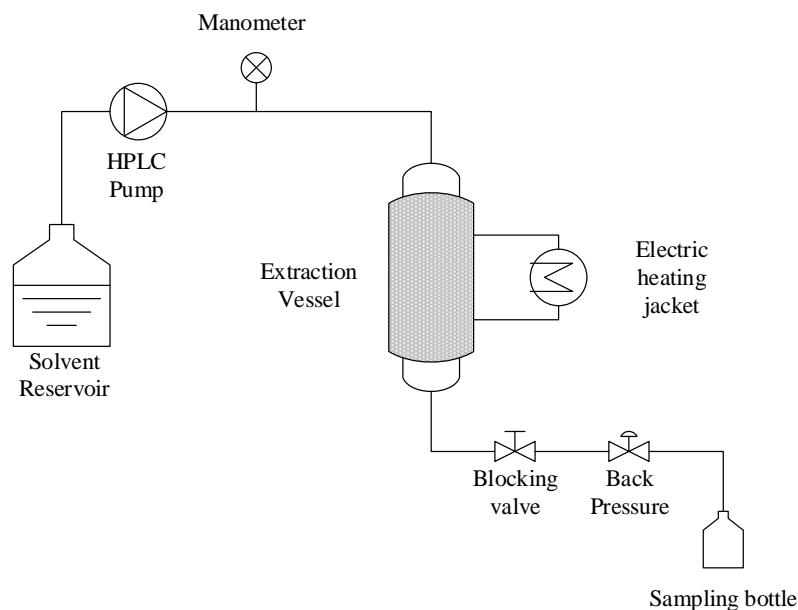 Manometer
HPLC
Pump
Solvent
Reservoir
Extraction
Vessel
Electric
heating
jacket
Blocking
valve
Back
Pressure
Sampling bottle